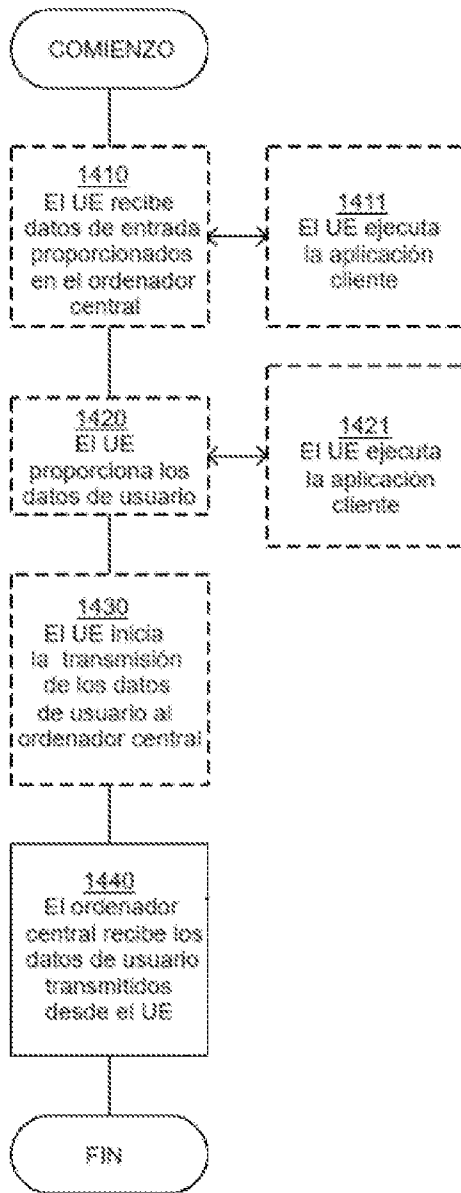 COMIENZO
1410
El UE recibe
datos de entrada
proporcionados
en el ordenador
central
1411
El UE ejecuta
la aplicación
cliente
1420
El UE
proporciona los
datos de usuario
1421
El UE ejecuta
la aplicación
cliente
1430
El UE inicia
la transmisión
de los datos
de usuario al
ordenador central
1440
El ordenador
central recibe los
datos de usuario
transmitidos
desde el UE
FIN